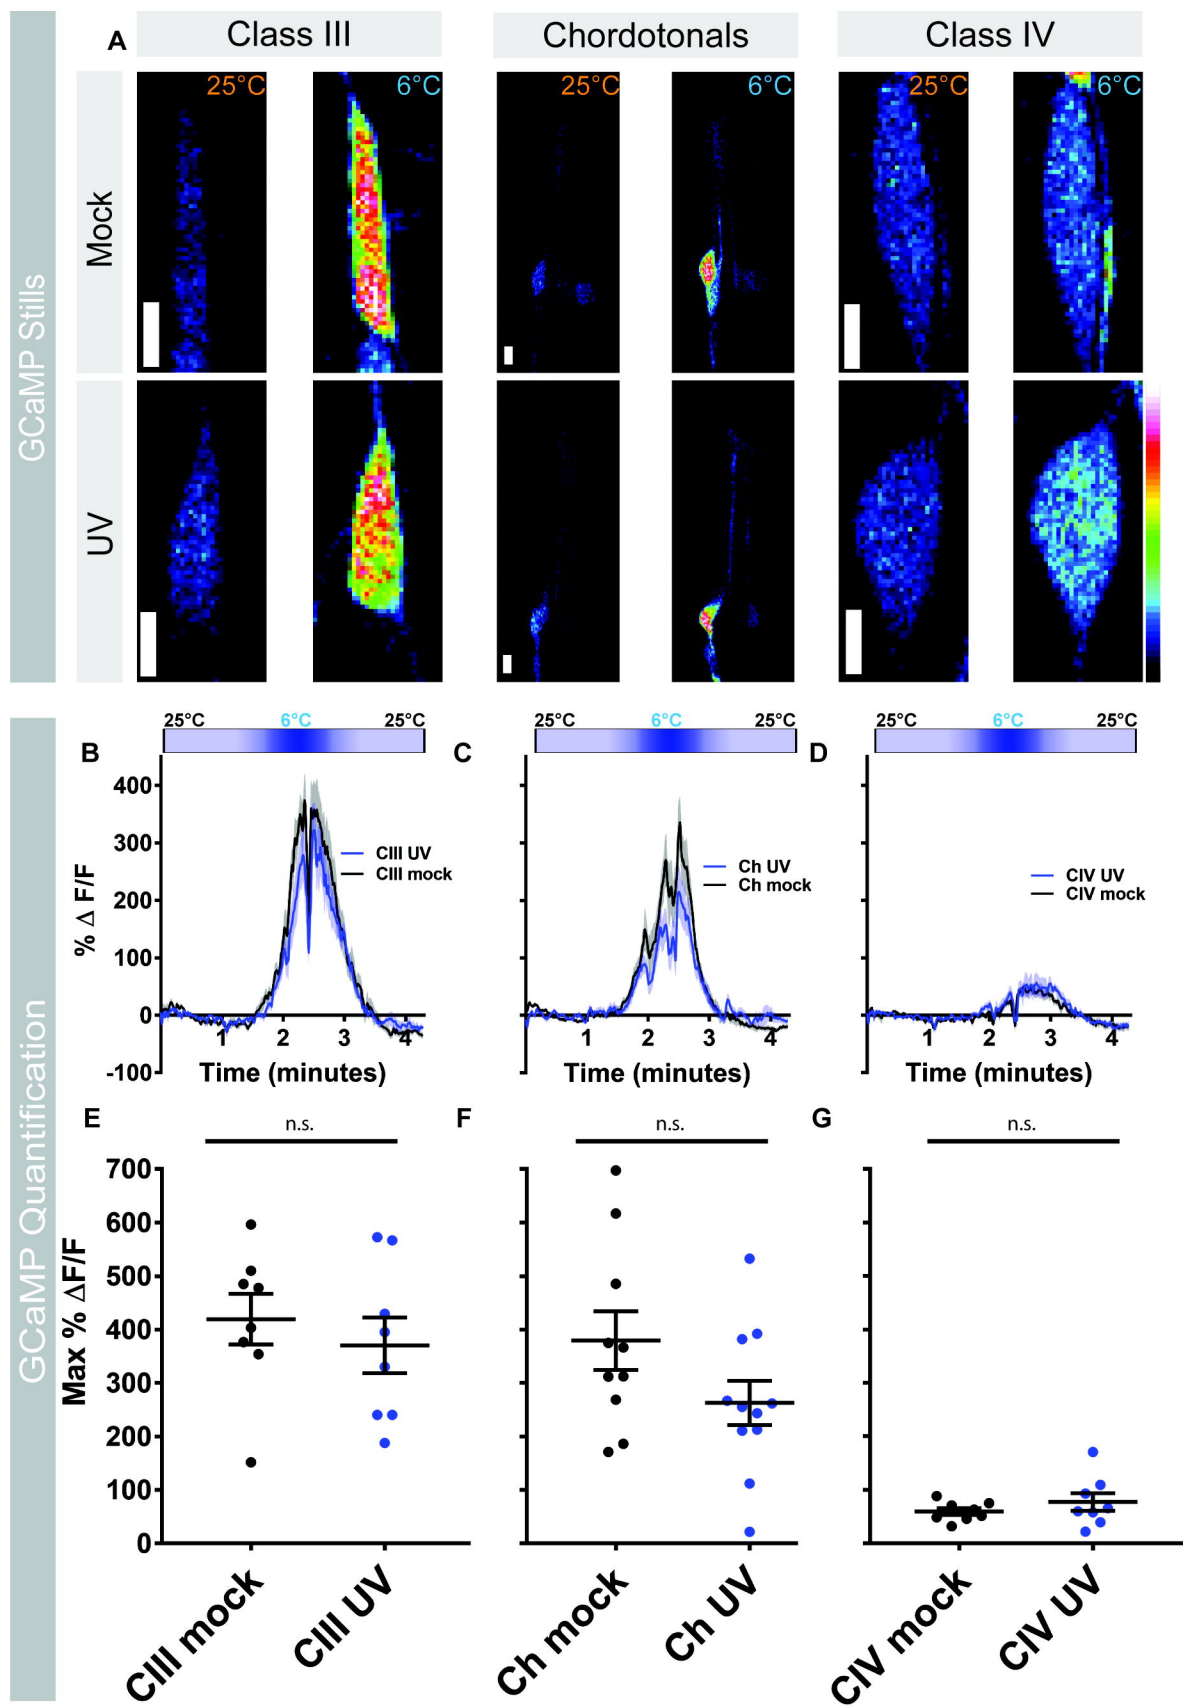 GCaMP Stills
A
Class III
Chordotonals
Class IV
Mock
25°C
6°C
25°C
6°C
25°C
6°C
UV
GCaMP Quantification
25°C 6°C 25°C
25°C 6°C 25°C
25°C 6°C 25°C
B
C
D
% Δ F/F
400
300
200
100
0
-100
CIII UV
CIII mock
1 2 3 4
Time (minutes)
Ch UV
Ch mock
1 2 3 4
Time (minutes)
CIV UV
CIV mock
1 2 3 4
Time (minutes)
E
n.s.
F
n.s.
G
n.s.
Max % ΔF/F
700
600
500
400
300
200
100
0
CIII mock
CIII UV
Ch mock
Ch UV
CIV mock
CIV UV